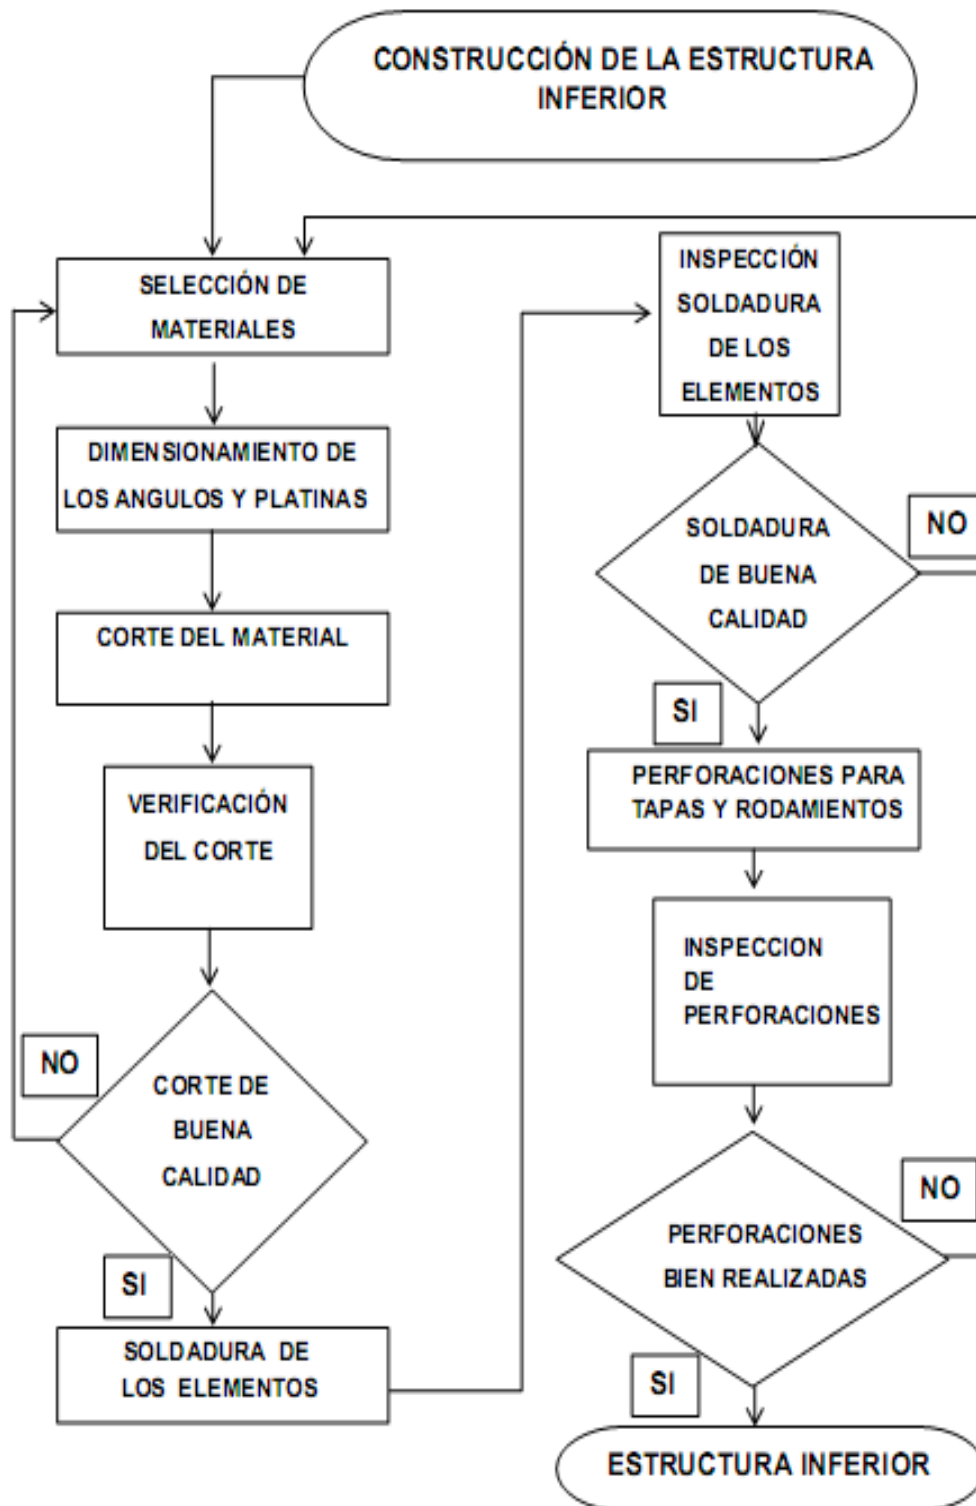 CONSTRUCCIÓN DE LA ESTRUCTURA
INFERIOR
SELECCIÓN DE
MATERIALES
DIMENSIONAMIENTO DE
LOS ANGULOS Y PLATINAS
CORTE DEL MATERIAL
VERIFICACIÓN
DEL CORTE
NO
CORTE DE
BUENA
CALIDAD
SI
SOLDADURA DE
LOS ELEMENTOS
INSPECCIÓN
SOLDADURA
DE LOS
ELEMENTOS
NO
SOLDADURA
DE BUENA
CALIDAD
SI
PERFORACIONES PARA
TAPAS Y RODAMIENTOS
INSPECCION
DE
PERFORACIONES
NO
PERFORACIONES
BIEN REALIZADAS
SI
ESTRUCTURA INFERIOR